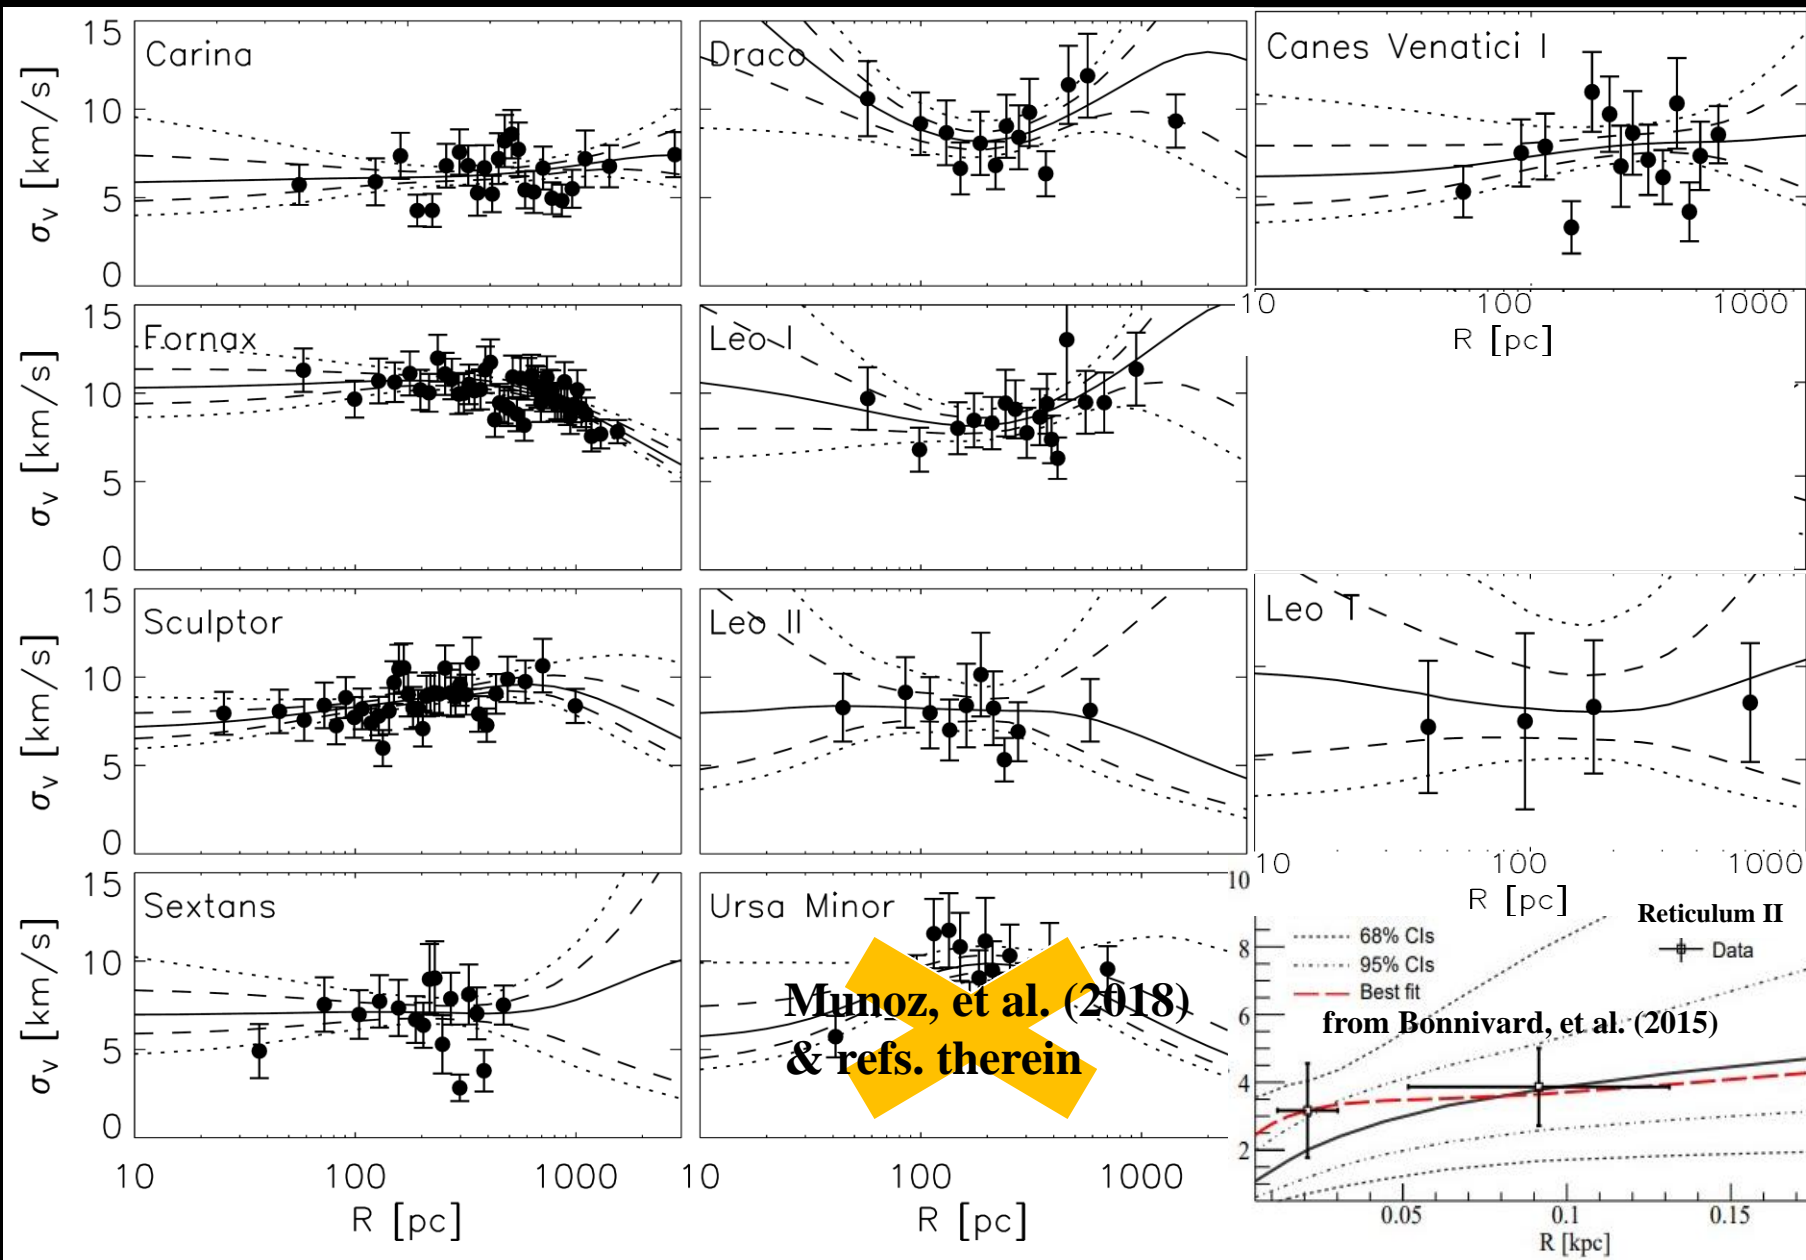 15
Carina
10
5
0
σv [km/s]
Draco
Canes Venatici I
10 100 1000
R [pc]
15
Fornax
10
5
0
σv [km/s]
Leo I
15
Sculptor
10
5
0
σv [km/s]
Leo II
Leo T
10 100 1000
R [pc]
15
Sextans
10
5
0
σv [km/s]
10 100 1000
R [pc]
Ursa Minor
Munoz, et al. (2018)
& refs. therein
100 1000
R [pc]
10
Reticulum II
68% CIs
95% CIs
Best fit
Data
from Bonnivard, et al. (2015)
8
6
4
2
0.05 0.1 0.15
R [kpc]